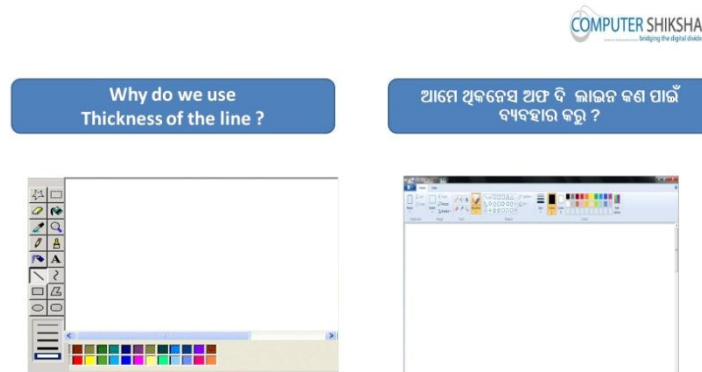 COMPUTER SHIKSHA
bridging the digital divide
Why do we use
Thickness of the line ?
ଆମେ ଥିକନେସ ଅଫ ଦି ଲାଇନ କଣ ପାଇଁ
ବ୍ୟବହାର କରୁ ?
A